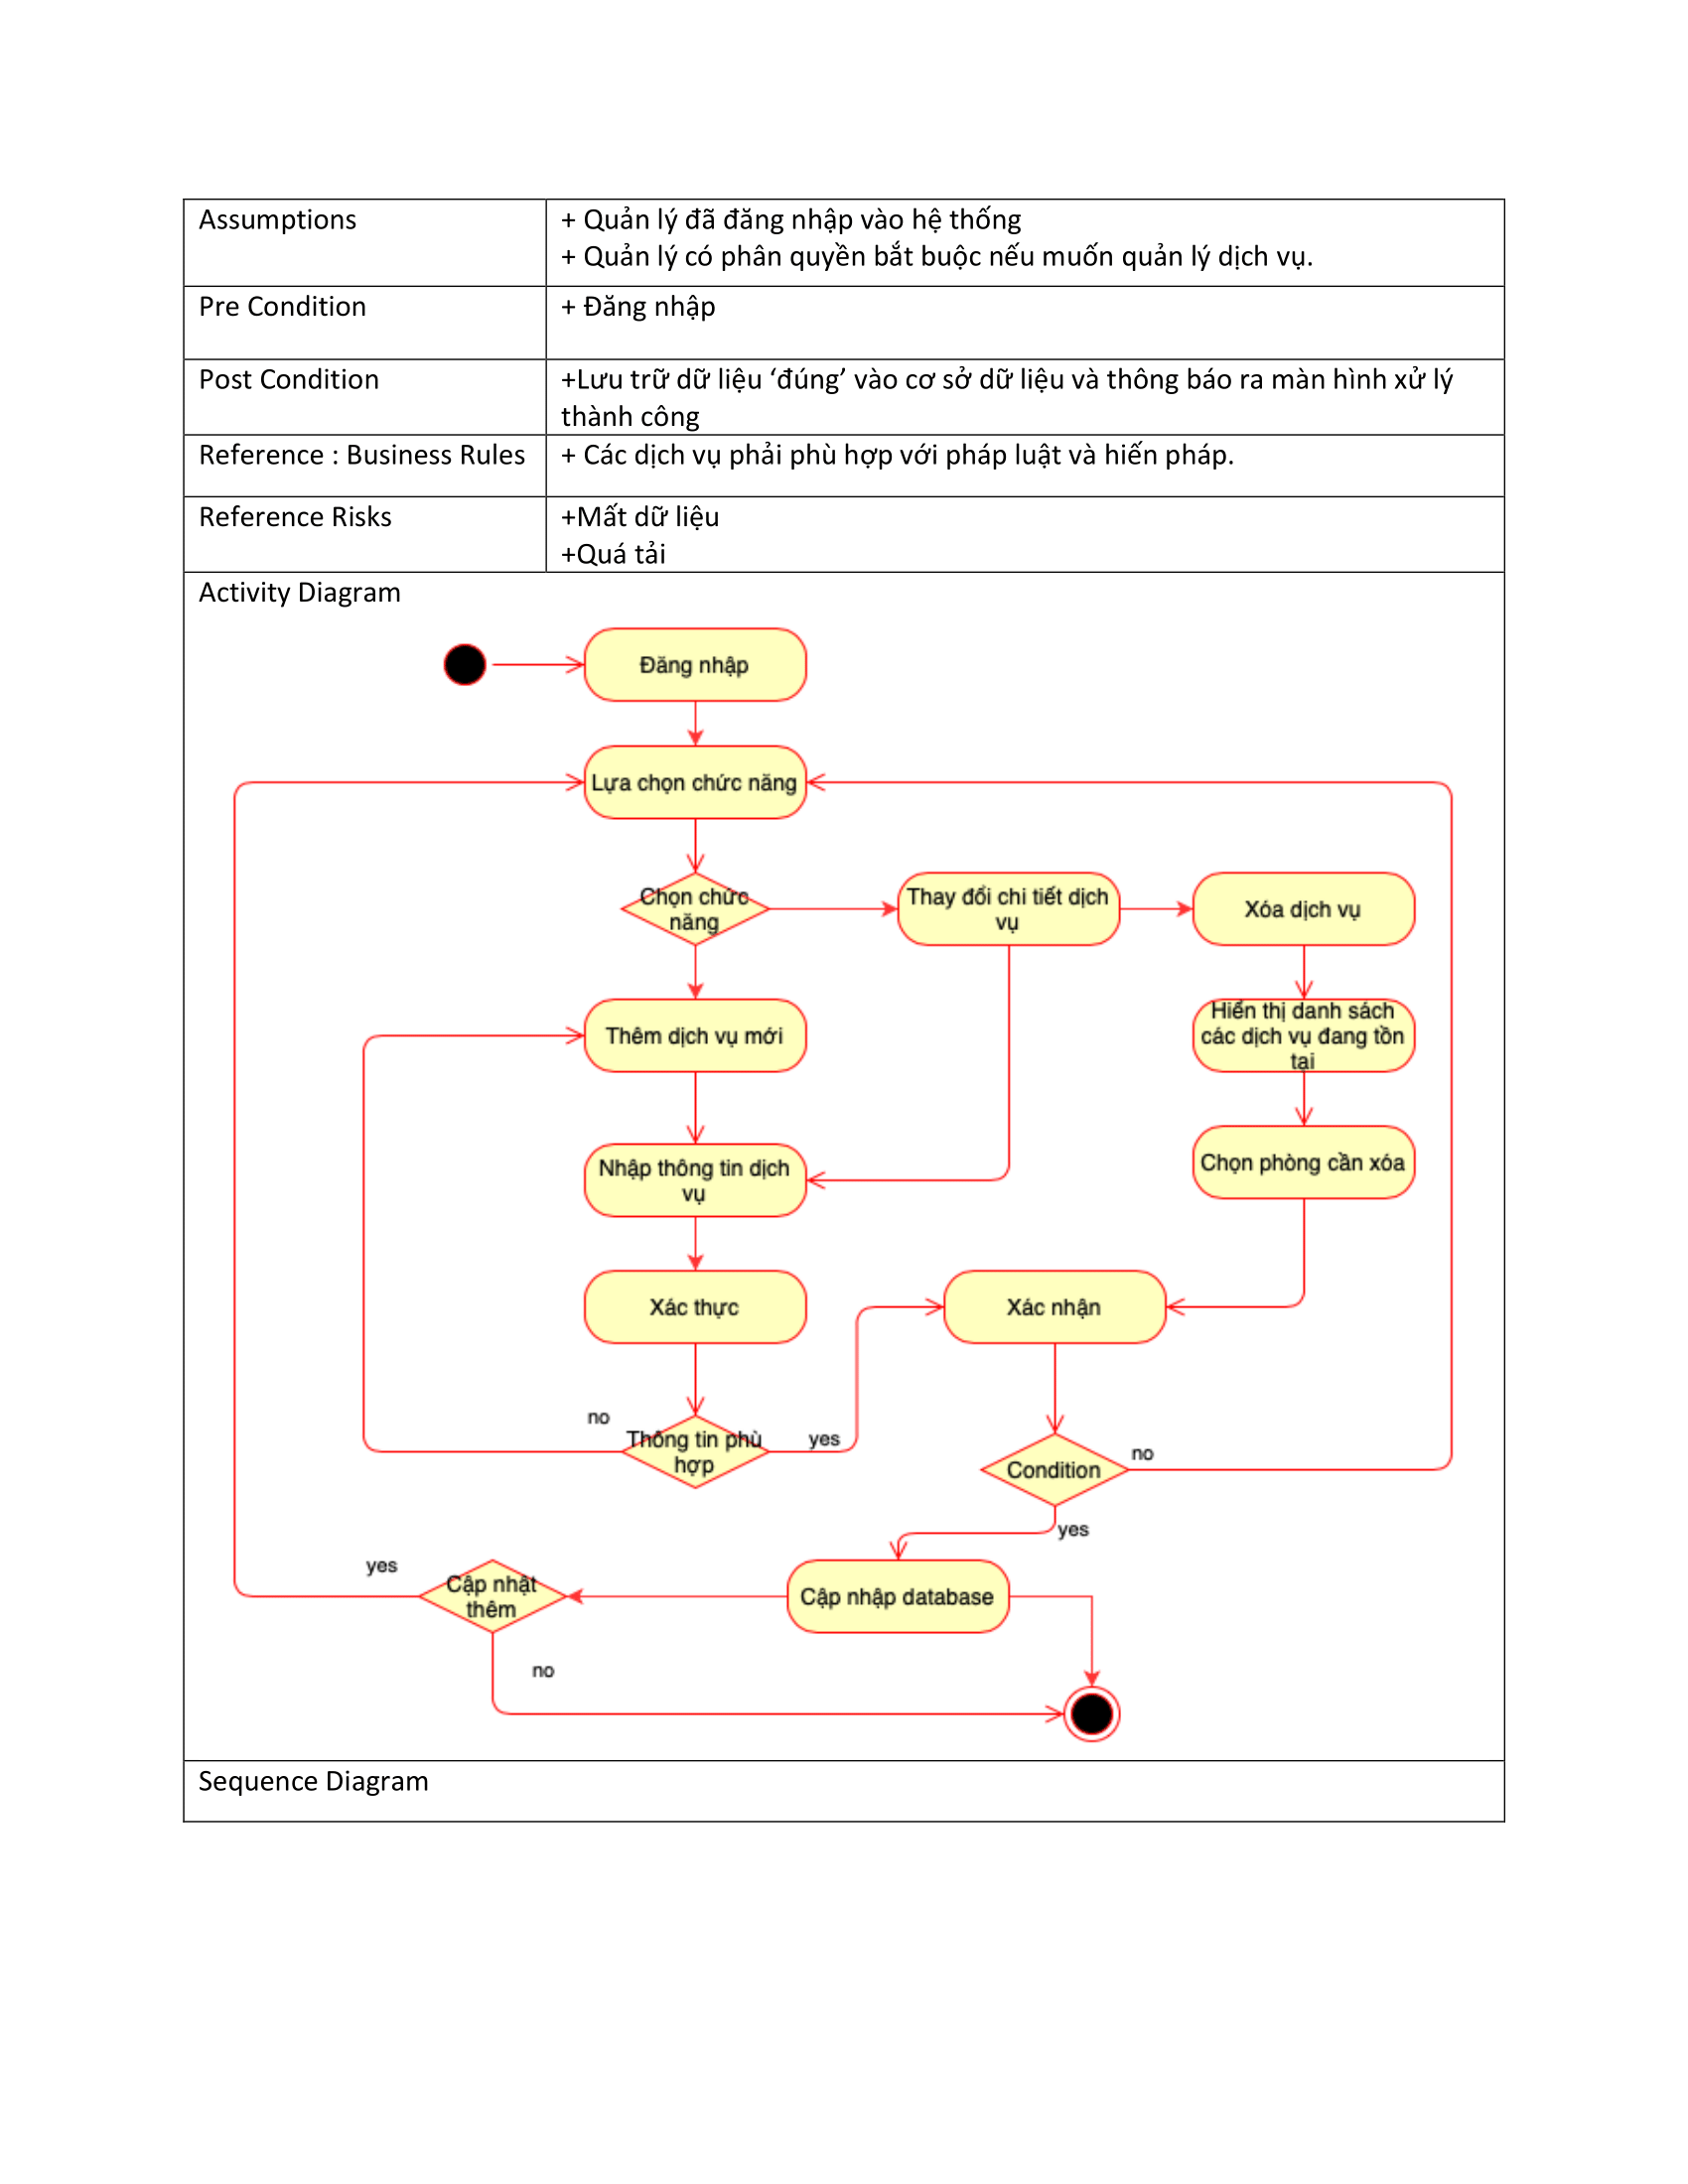 Assumptions
+ Quản lý đã đăng nhập vào hệ thống
+ Quản lý có phân quyền bắt buộc nếu muốn quản lý dịch vụ.
Pre Condition
+ Đăng nhập
Post Condition
+Lưu trữ dữ liệu ‘đúng’ vào cơ sở dữ liệu và thông báo ra màn hình xử lý
thành công
Reference : Business Rules
+ Các dịch vụ phải phù hợp với pháp luật và hiến pháp.
Reference Risks
+Mất dữ liệu
+Quá tải
Activity Diagram
Đăng nhập
Lựa chọn chức năng
Chọn chức
năng
Thay đổi chi tiết dịch
vụ
Xóa dịch vụ
Thêm dịch vụ mới
Hiển thị danh sách
các dịch vụ đang tồn
tại
Nhập thông tin dịch
vụ
Chọn phòng cần xóa
Xác thực
Xác nhận
no
Thông tin phù
hợp
yes
Condition
no
yes
yes
Cập nhật
thêm
Cập nhập database
no
Sequence Diagram